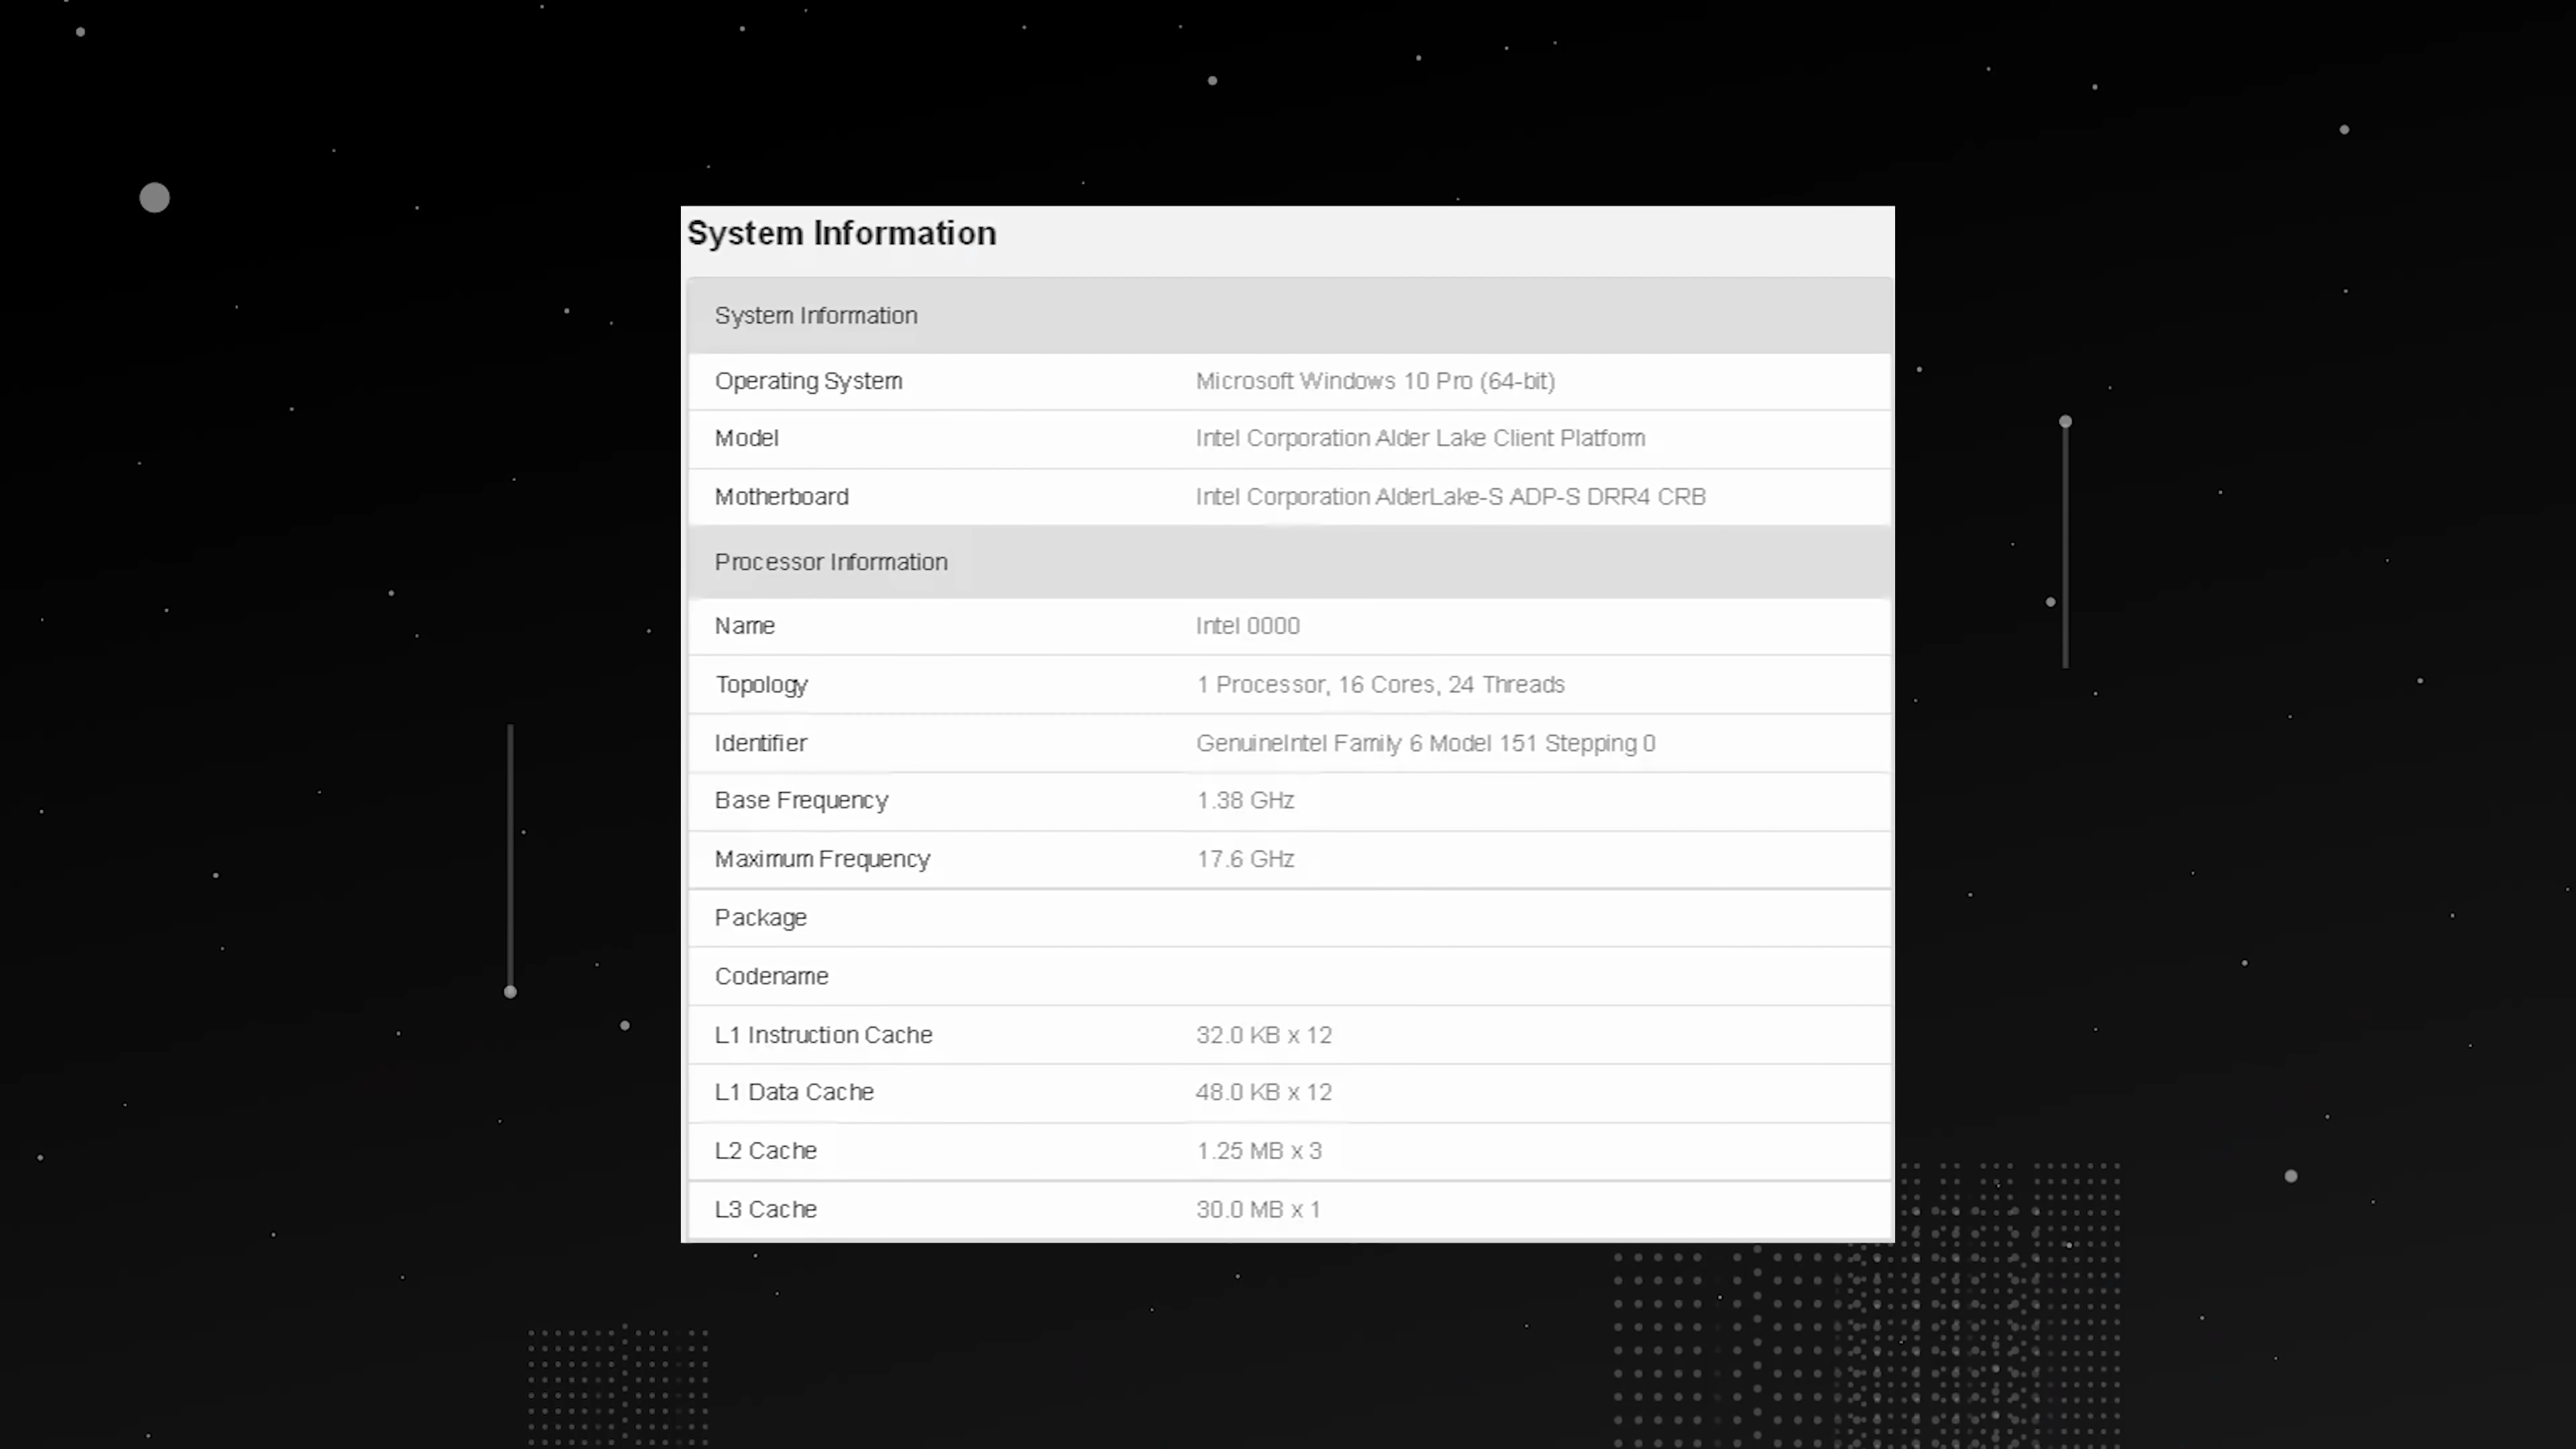 System Information
System Information
Operating System Microsoft Windows 10 Pro (64-bit)
Model Intel Corporation Alder Lake Client Platform
Motherboard Intel Corporation AlderLake-S ADP-S DRR4 CRB
Processor Information
Name Intel 0000
Topology 1 Processor, 16 Cores, 24 Threads
Identifier GenuineIntel Family 6 Model 151 Stepping 0
Base Frequency 1.38 GHz
Maximum Frequency 17.6 GHz
Package
Codename
L1 Instruction Cache 32.0 KB x 12
L1 Data Cache 48.0 KB x 12
L2 Cache 1.25 MB x 3
L3 Cache 30.0 MB x 1